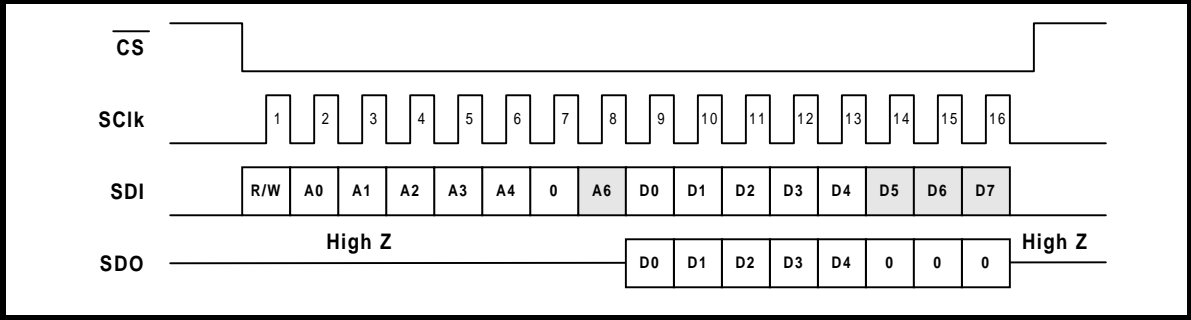 CS
SClk 1 2 3 4 5 6 7 8 9 10 11 12 13 14 15 16
SDI R/W A0 A1 A2 A3 A4 0 A6 D0 D1 D2 D3 D4 D5 D6 D7
High Z High Z
SDO D0 D1 D2 D3 D4 0 0 0